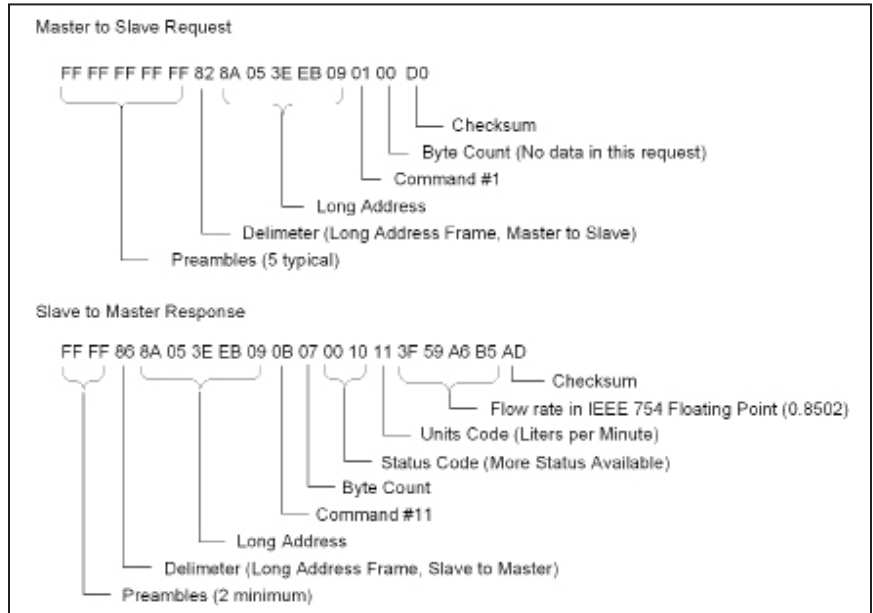 Master to Slave Request
FF FF FF FF FF 82 8A 05 3E EB 09 01 00 D0
Checksum
Byte Count (No data in this request)
Command #1
Long Address
Delimeter (Long Address Frame, Master to Slave)
Preambles (5 typical)
Slave to Master Response
FF FF 86 8A 05 3E EB 09 0B 07 00 10 11 3F 59 A6 B5 AD
Checksum
Flow rate in IEEE 754 Floating Point (0.8502)
Units Code (Liters per Minute)
Status Code (More Status Available)
Byte Count
Command #11
Long Address
Delimeter (Long Address Frame, Slave to Master)
Preambles (2 minimum)